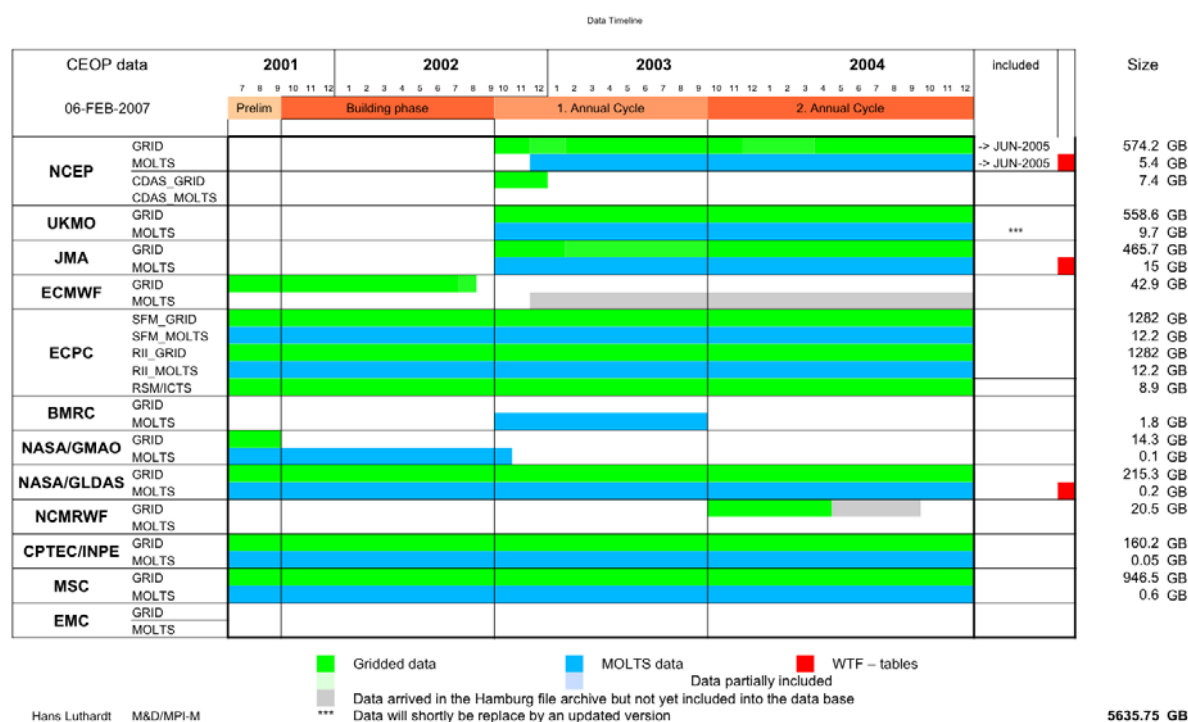 Data Timeline
CEOP data 2001 2002 2003 2004 included Size
7 8 9 10 11 12 1 2 3 4 5 6 7 8 9 10 11 12 1 2 3 4 5 6 7 8 9 10 11 12 1 2 3 4 5 6 7 8 9 10 11 12
06-FEB-2007 Prelim Building phase 1. Annual Cycle 2. Annual Cycle
NCEP
GRID -> JUN-2005 574.2 GB
MOLTS -> JUN-2005 5.4 GB
CDAS_GRID 7.4 GB
CDAS_MOLTS
UKMO
GRID 558.6 GB
MOLTS *** 9.7 GB
JMA
GRID 465.7 GB
MOLTS 15 GB
ECMWF
GRID 42.9 GB
MOLTS
ECPC
SFM_GRID 1282 GB
SFM_MOLTS 12.2 GB
RII_GRID 1282 GB
RII_MOLTS 12.2 GB
RSM/ICTS 8.9 GB
BMRC
GRID
MOLTS 1.8 GB
NASA/GMAO
GRID 14.3 GB
MOLTS 0.1 GB
NASA/GLDAS
GRID 215.3 GB
MOLTS 0.2 GB
NCMRWF
GRID 20.5 GB
MOLTS
CPTEC/INPE
GRID 160.2 GB
MOLTS 0.05 GB
MSC
GRID 946.5 GB
MOLTS 0.6 GB
EMC
GRID
MOLTS
Gridded data MOLTS data WTF – tables
Data partially included
Data arrived in the Hamburg file archive but not yet included into the data base
*** Data will shortly be replace by an updated version
Hans Luthardt M&D/MPI-M 5635.75 GB